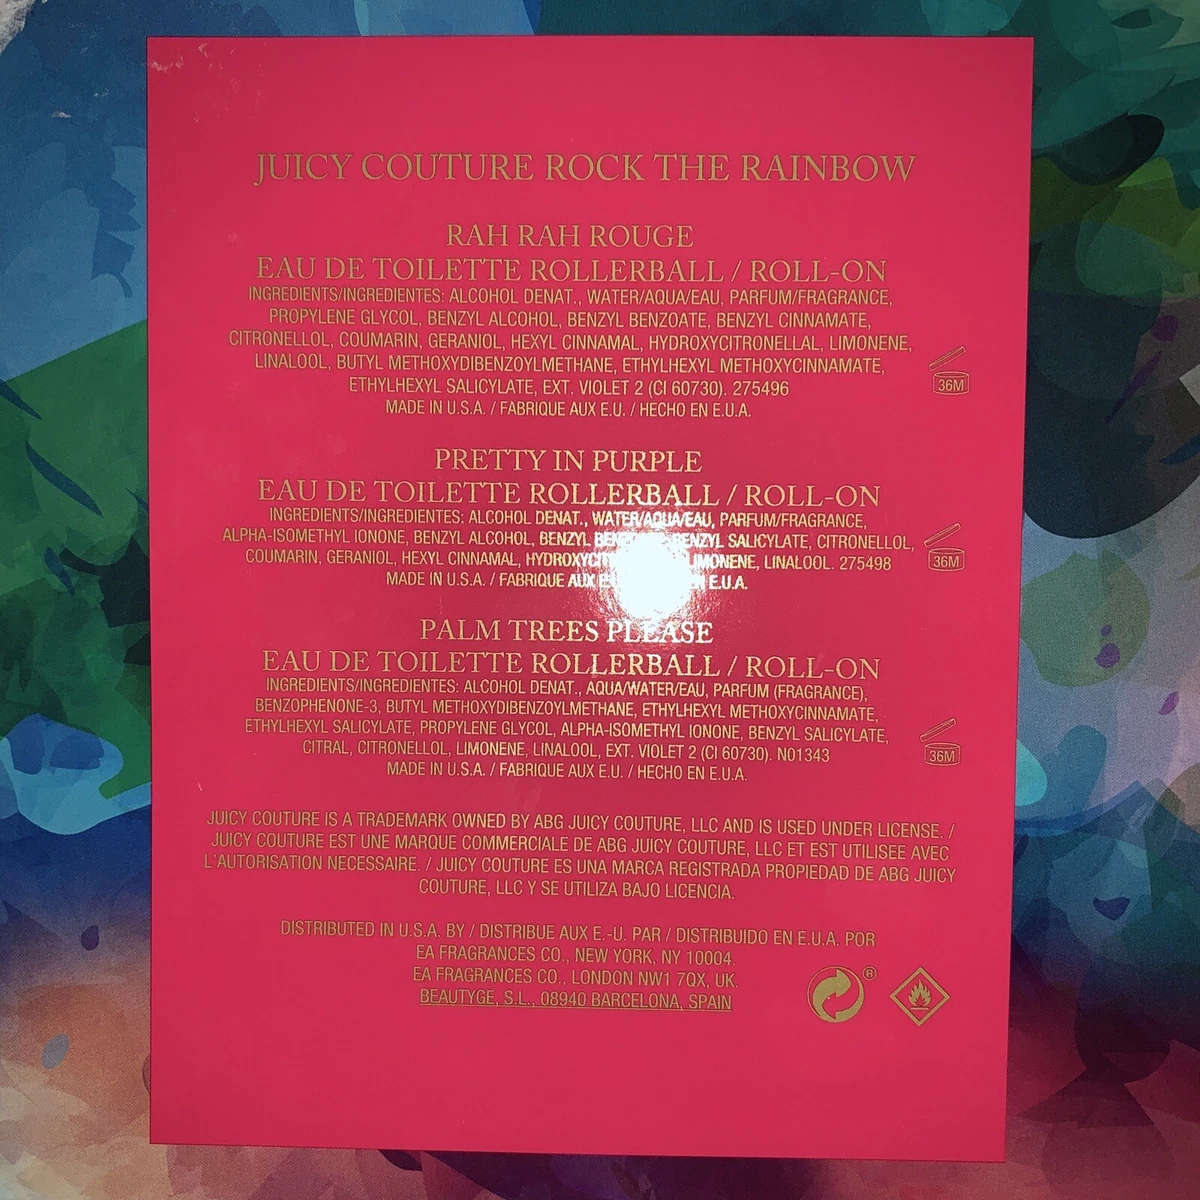 JUICY COUTURE ROCK THE RAINBOW
RAH RAH ROUGE
EAU DE TOILETTE ROLLERBALL / ROLL-ON
INGREDIENTS/INGREDIENTES: ALCOHOL DENAT., WATER/AQUA/EAU, PARFUM/FRAGRANCE,
PROPYLENE GLYCOL, BENZYL ALCOHOL, BENZYL BENZOATE, BENZYL CINNAMATE,
CITRONELLOL, COUMARIN, GERANIOL, HEXYL CINNAMAL, HYDROXYCITRONELLAL, LIMONENE,
LINALOOL, BUTYL METHOXYDIBENZOYLMETHANE, ETHYLHEXYL METHOXYCINNAMATE,
ETHYLHEXYL SALICYLATE, EXT. VIOLET 2 (CI 60730). 275496
MADE IN U.S.A. / FABRIQUE AUX E.U. / HECHO EN E.U.A.
36M
PRETTY IN PURPLE
EAU DE TOILETTE ROLLERBALL / ROLL-ON
INGREDIENTS/INGREDIENTES: ALCOHOL DENAT., WATER/AQUA/EAU, PARFUM/FRAGRANCE,
ALPHA-ISOMETHYL IONONE, BENZYL ALCOHOL, BENZYL BENZYL SALICYLATE, CITRONELLOL,
COUMARIN, GERANIOL, HEXYL CINNAMAL, LIMONENE, LINALOOL. 275498
MADE IN U.S.A. / FABRIQUE AUX E.U.A.
36M
PALM TREES PLEASE
EAU DE TOILETTE ROLLERBALL / ROLL-ON
INGREDIENTS/INGREDIENTES: ALCOHOL DENAT., AQUA/WATER/EAU, PARFUM (FRAGRANCE),
BENZOPHENONE-3, BUTYL METHOXYDIBENZOYLMETHANE, ETHYLHEXYL METHOXYCINNAMATE,
ETHYLHEXYL SALICYLATE, PROPYLENE GLYCOL, ALPHA-ISOMETHYL IONONE, BENZYL SALICYLATE,
CITRAL, CITRONELLOL, LIMONENE, LINALOOL, EXT. VIOLET 2 (CI 60730). N01343
MADE IN U.S.A. / FABRIQUE AUX E.U. / HECHO EN E.U.A.
36M
JUICY COUTURE IS A TRADEMARK OWNED BY ABG JUICY COUTURE, LLC AND IS USED UNDER LICENSE. /
JUICY COUTURE EST UNE MARQUE COMMERCIALE DE ABG JUICY COUTURE, LLC ET EST UTILISEE AVEC
L'AUTORISATION NECESSAIRE. / JUICY COUTURE ES UNA MARCA REGISTRADA PROPIEDAD DE ABG JUICY
COUTURE, LLC Y SE UTILIZA BAJO LICENCIA.
DISTRIBUTED IN U.S.A. BY / DISTRIBUE AUX E.-U. PAR / DISTRIBUIDO EN E.U.A. POR
EA FRAGRANCES CO., NEW YORK, NY 10004.
EA FRAGRANCES CO., LONDON NW1 7QX, UK.
BEAUTYGE, S.L., 08940 BARCELONA, SPAIN
®